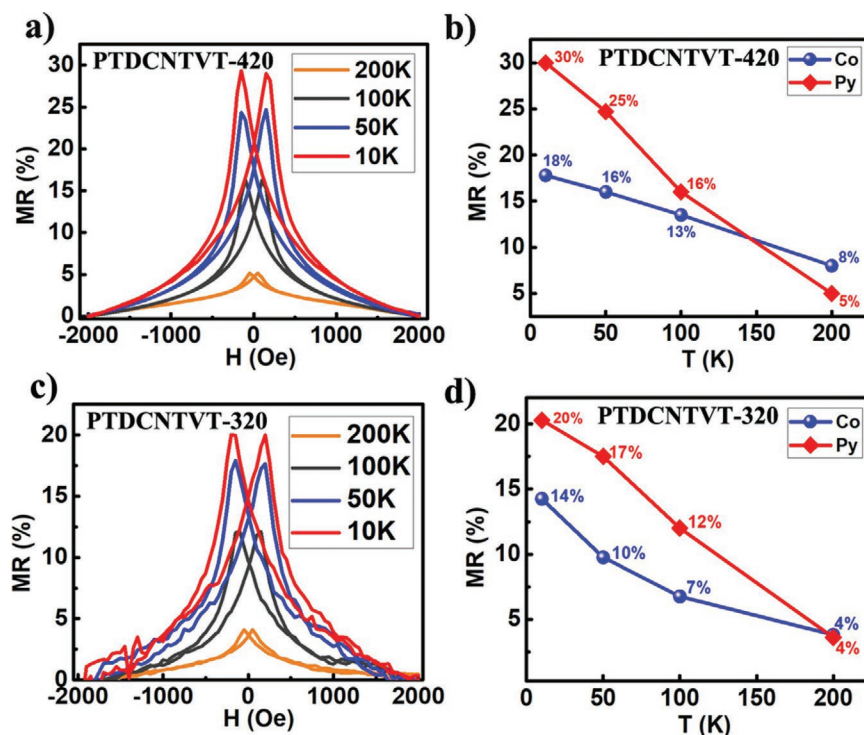 a)
PTDCNTVT-420
200K
100K
50K
10K
MR (%)
30
25
20
15
10
5
0
-2000 -1000 0 1000 2000
H (Oe)
b)
PTDCNTVT-420
Co
Py
MR (%)
30
25
20
15
10
5
30%
25%
16%
5%
18%
16%
13%
8%
0 50 100 150 200
T (K)
c)
PTDCNTVT-320
200K
100K
50K
10K
MR (%)
20
15
10
5
0
-2000 -1000 0 1000 2000
H (Oe)
d)
PTDCNTVT-320
Co
Py
MR (%)
20
15
10
5
20%
17%
12%
4%
14%
10%
7%
4%
0 50 100 150 200
T (K)